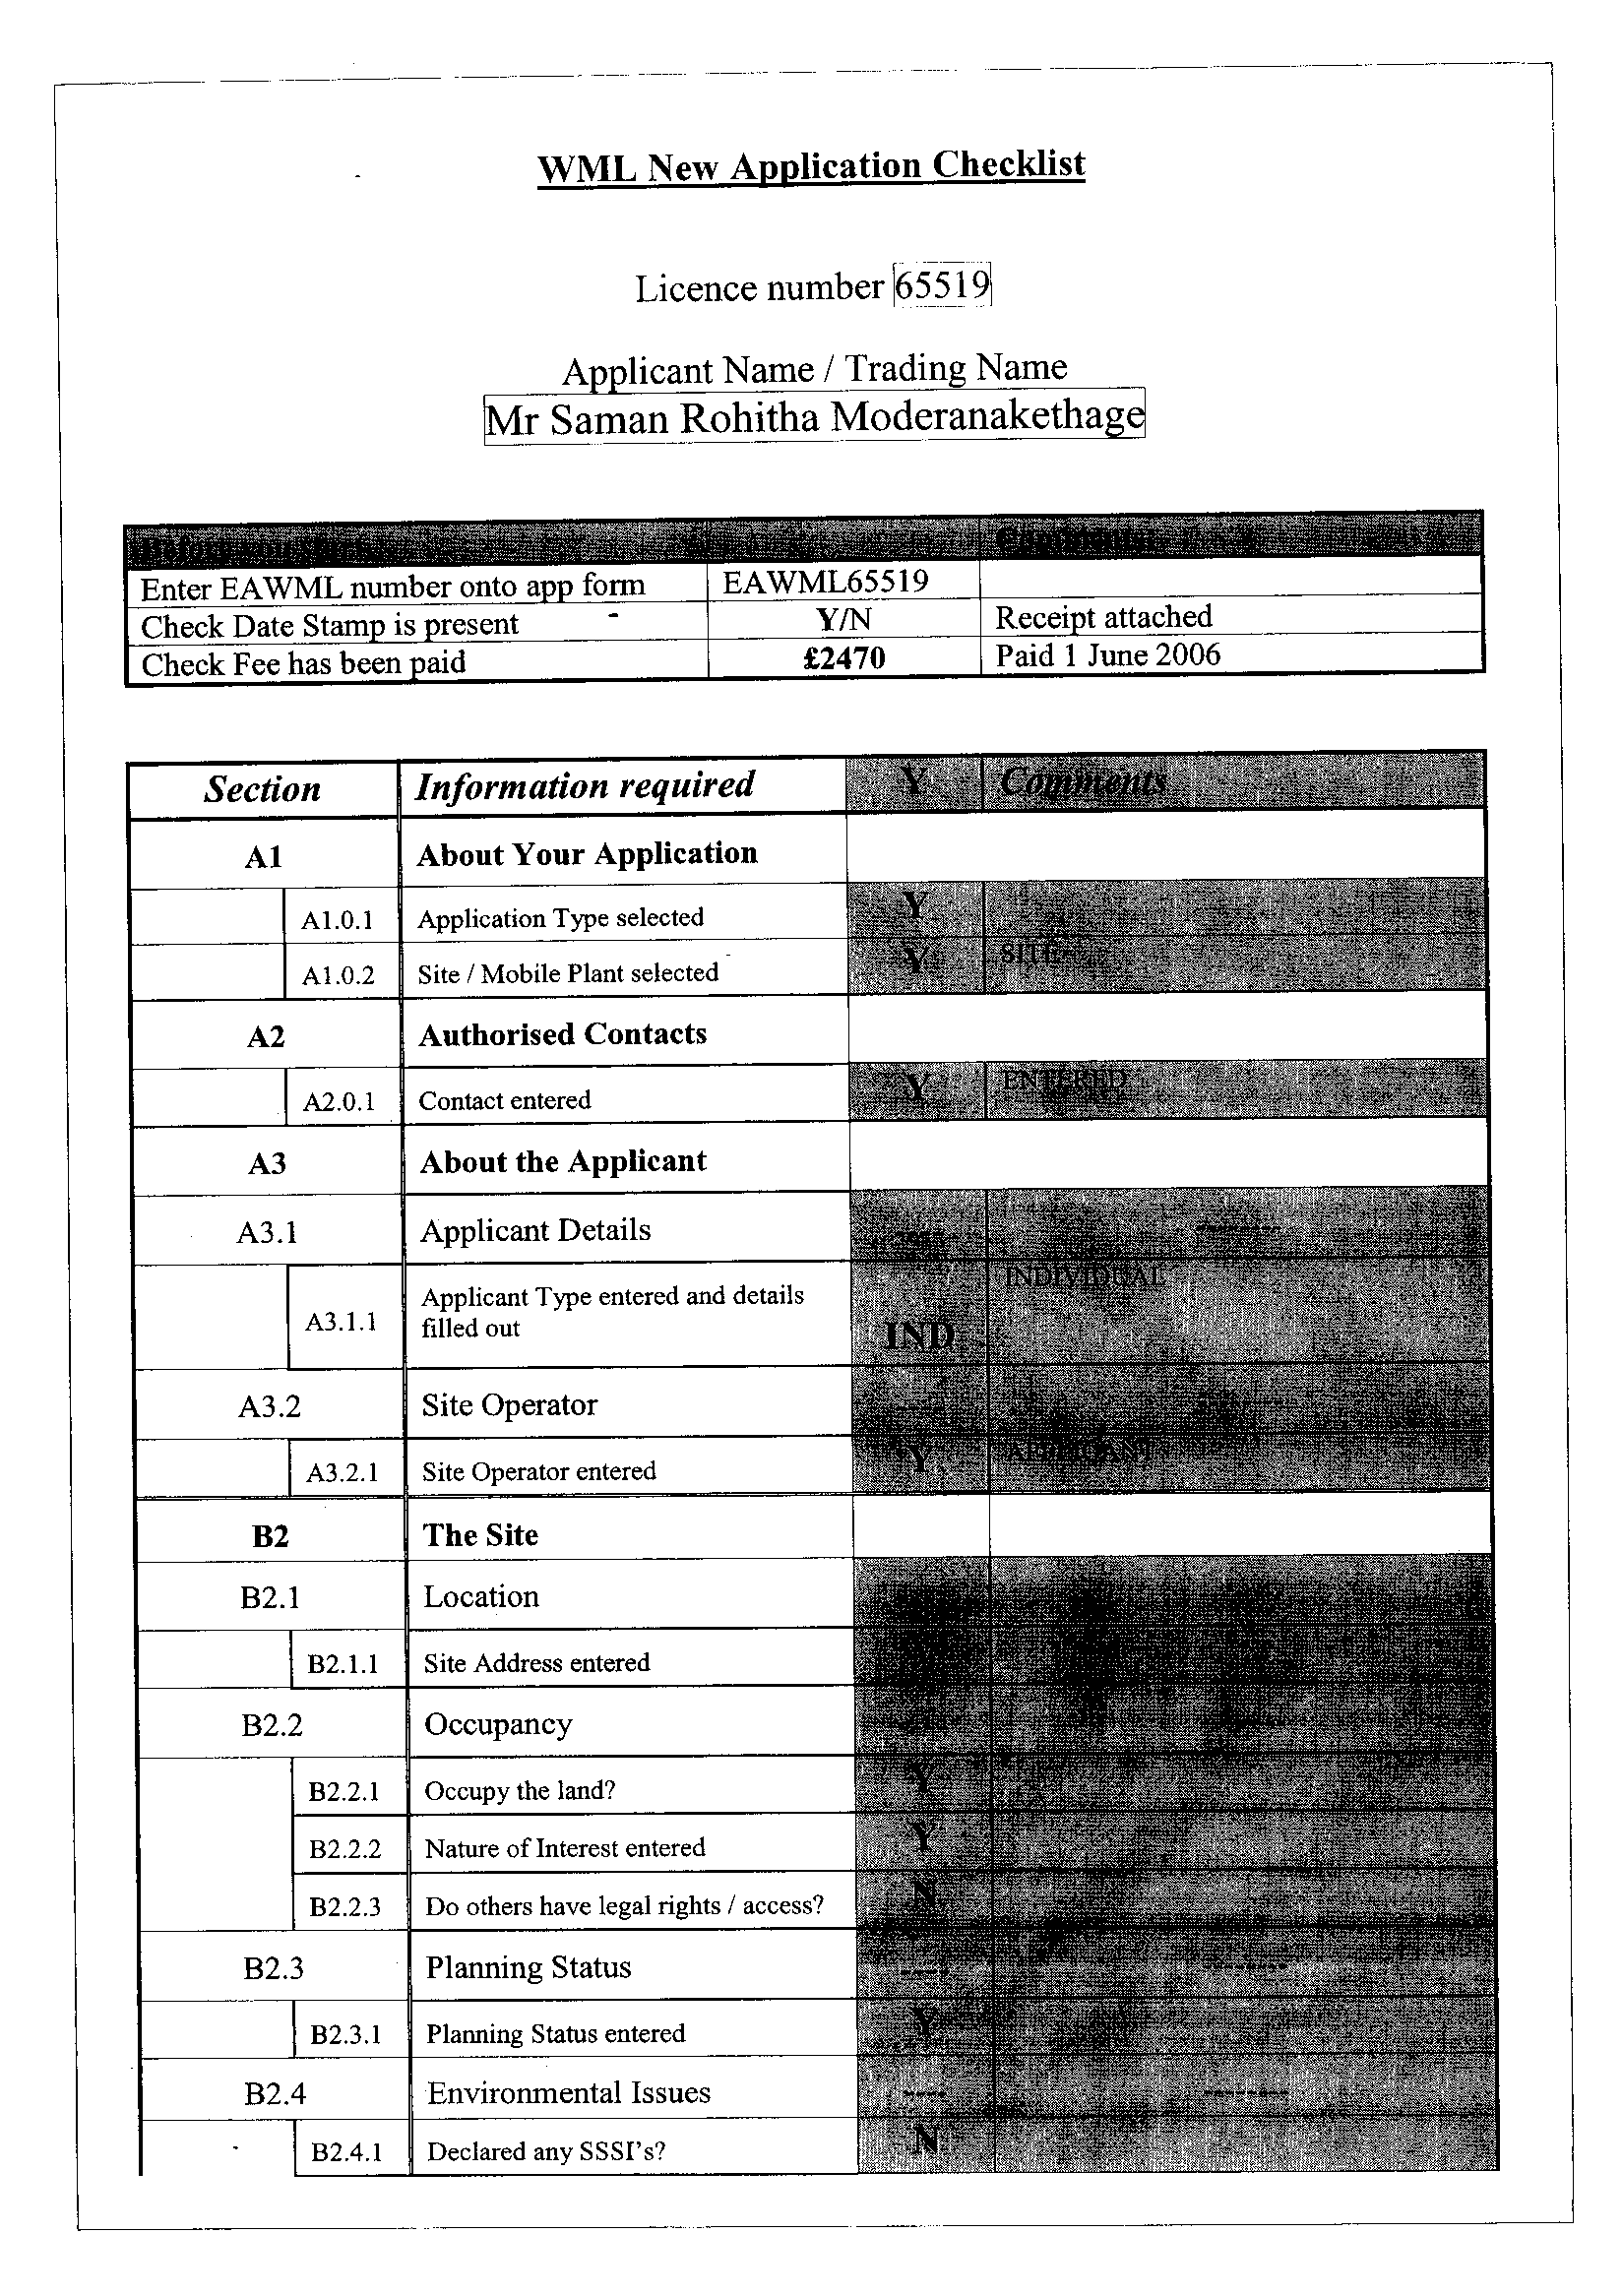 WML New Application Checklist
Licence number 65519
Applicant Name / Trading Name
Mr Saman Rohitha Moderanakethage
Before you start
Comments
Enter EAWML number onto app form EAWML65519
Check Date Stamp is present Y/N Receipt attached
Check Fee has been paid £2470 Paid 1 June 2006
Section Information required Y Comments
A1 About Your Application
A1.0.1 Application Type selected Y
A1.0.2 Site / Mobile Plant selected Y SITE
A2 Authorised Contacts
A2.0.1 Contact entered Y ENTERED
A3 About the Applicant
A3.1 Applicant Details
A3.1.1 Applicant Type entered and details filled out IND INDIVIDUAL
A3.2 Site Operator
A3.2.1 Site Operator entered Y APPLICANT
B2 The Site
B2.1 Location
B2.1.1 Site Address entered
B2.2 Occupancy
B2.2.1 Occupy the land? Y
B2.2.2 Nature of Interest entered Y
B2.2.3 Do others have legal rights / access? N
B2.3 Planning Status
B2.3.1 Planning Status entered Y
B2.4 Environmental Issues
B2.4.1 Declared any SSSI's? N